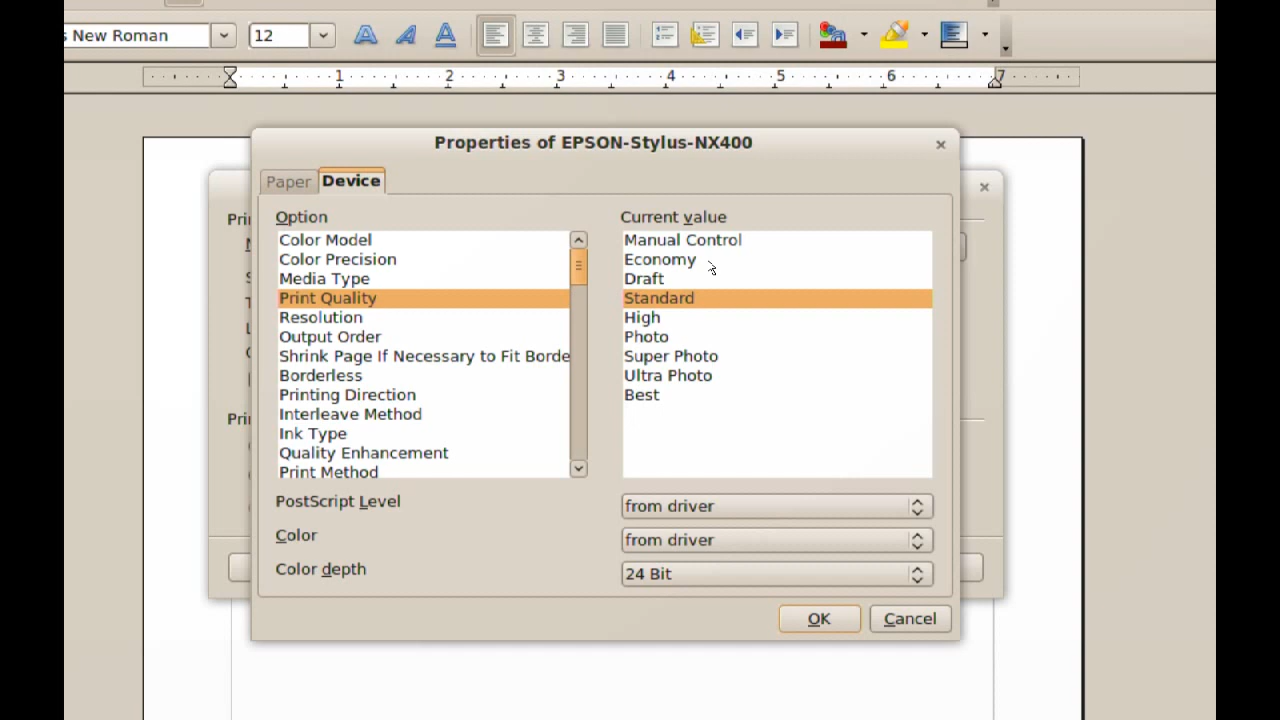 s New Roman 12
1 2 3 4 5 6 7
Properties of EPSON-Stylus-NX400
Paper Device
Option Current value
Color Model
Color Precision
Media Type
Print Quality
Resolution
Output Order
Shrink Page If Necessary to Fit Borde
Borderless
Printing Direction
Interleave Method
Ink Type
Quality Enhancement
Print Method
Manual Control
Economy
Draft
Standard
High
Photo
Super Photo
Ultra Photo
Best
PostScript Level from driver
Color from driver
Color depth 24 Bit
OK Cancel
Pri
Pri